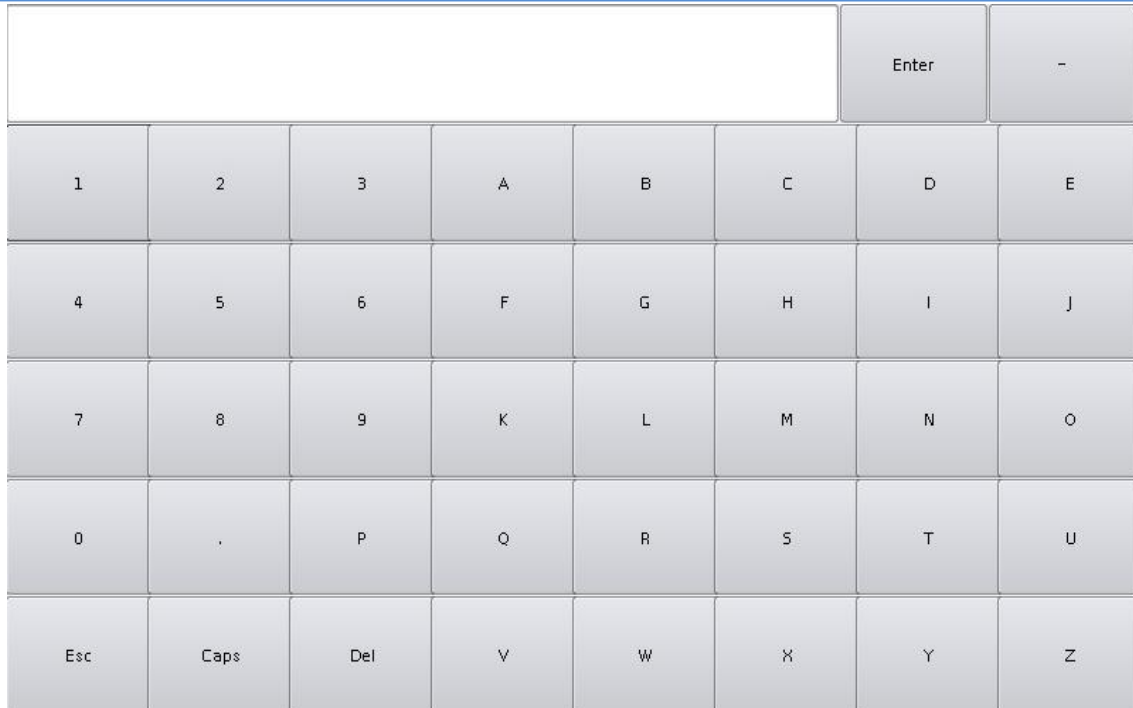 Enter -
1 2 3 A B C D E
4 5 6 F G H I J
7 8 9 K L M N O
0 . P Q R S T U
Esc Caps Del V W X Y Z